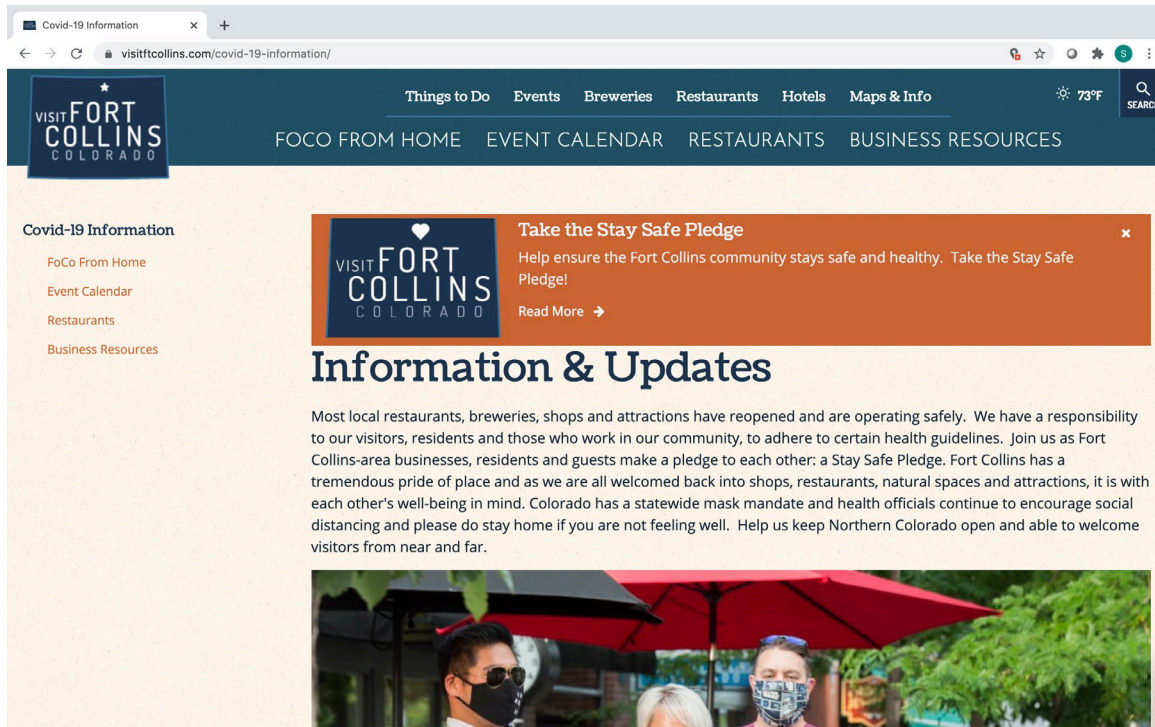 Covid-19 Information
visitftcollins.com/covid-19-information/
S
VISIT FORT
COLLINS
COLORADO
Things to Do Events Breweries Restaurants Hotels Maps & Info
73°F
SEARCH
FOCO FROM HOME EVENT CALENDAR RESTAURANTS BUSINESS RESOURCES
Covid-19 Information
FoCo From Home
Event Calendar
Restaurants
Business Resources
VISIT FORT
COLLINS
COLORADO
Take the Stay Safe Pledge
Help ensure the Fort Collins community stays safe and healthy. Take the Stay Safe
Pledge!
Read More
Information & Updates
Most local restaurants, breweries, shops and attractions have reopened and are operating safely. We have a responsibility
to our visitors, residents and those who work in our community, to adhere to certain health guidelines. Join us as Fort
Collins-area businesses, residents and guests make a pledge to each other: a Stay Safe Pledge. Fort Collins has a
tremendous pride of place and as we are all welcomed back into shops, restaurants, natural spaces and attractions, it is with
each other's well-being in mind. Colorado has a statewide mask mandate and health officials continue to encourage social
distancing and please do stay home if you are not feeling well. Help us keep Northern Colorado open and able to welcome
visitors from near and far.